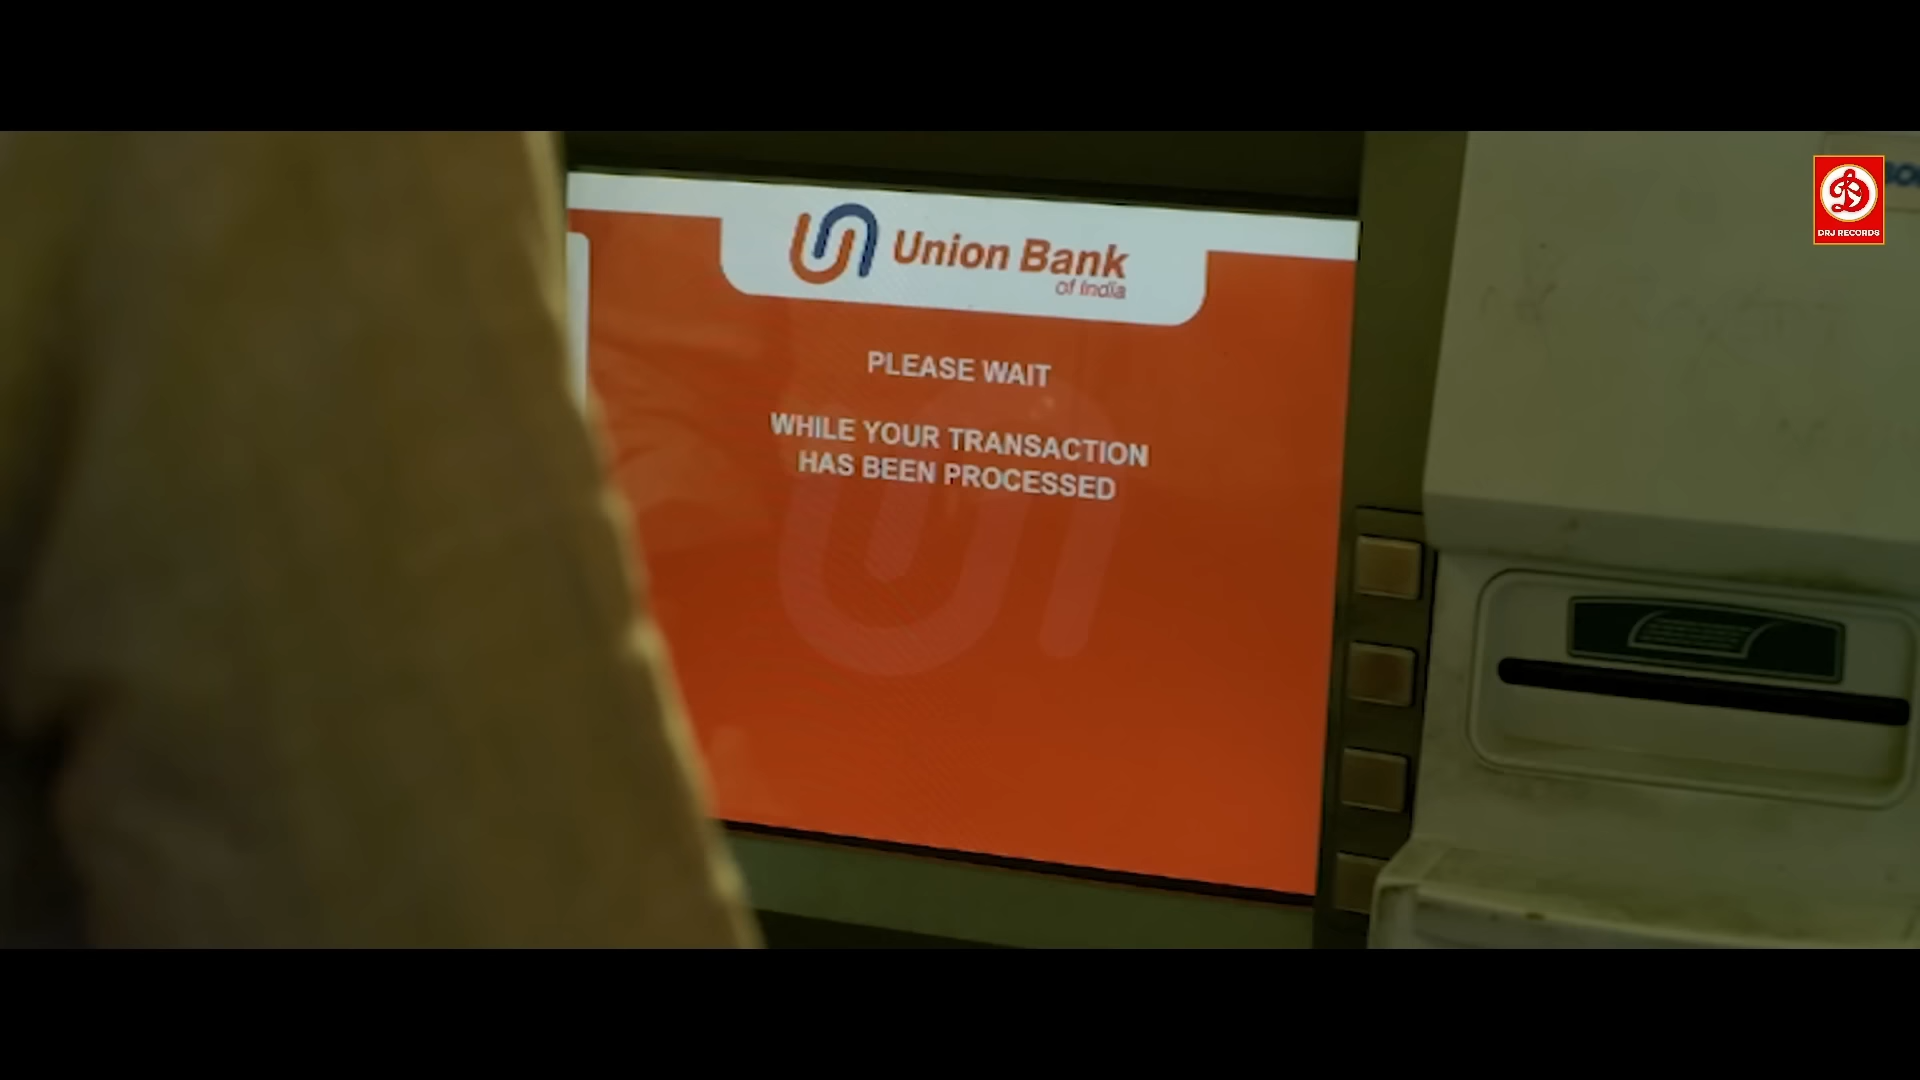 Union Bank
of India
PLEASE WAIT
WHILE YOUR TRANSACTION
HAS BEEN PROCESSED
DRJ RECORDS